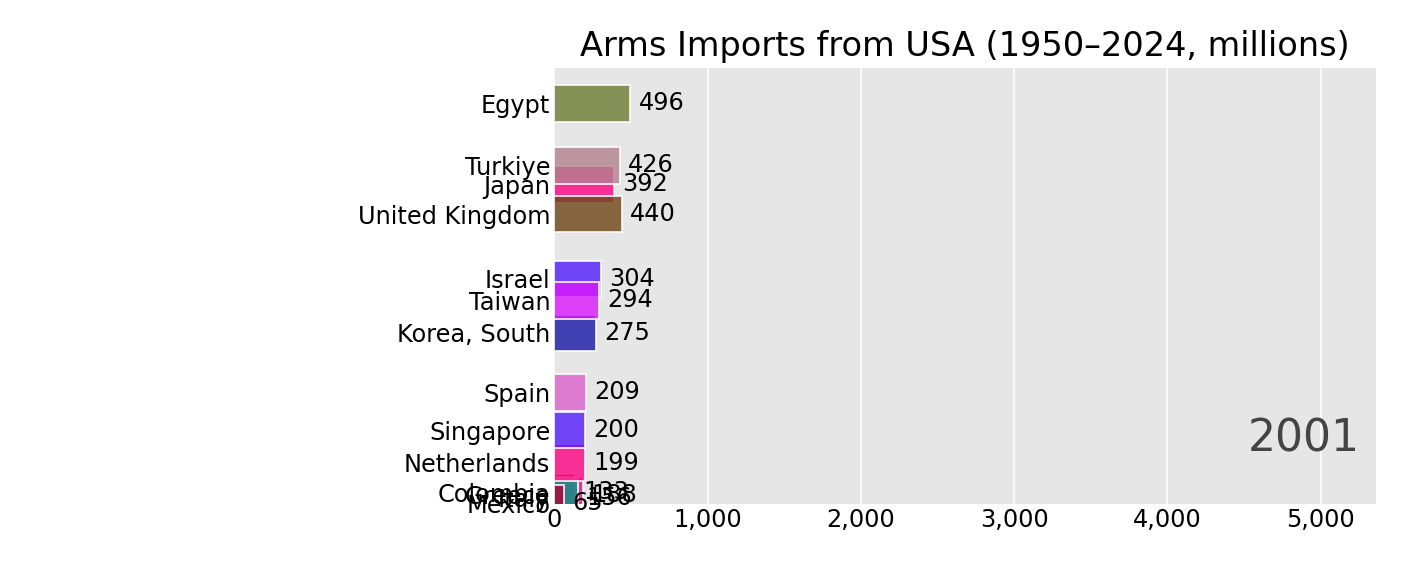 Arms Imports from USA (1950–2024, millions)
Egypt 496
Turkiye 426
Japan 392
United Kingdom 440
Israel 304
Taiwan 294
Korea, South 275
Spain 209
Singapore 200
2001
Netherlands 199
Colombia 133
Mexico 65
0 1,000 2,000 3,000 4,000 5,000